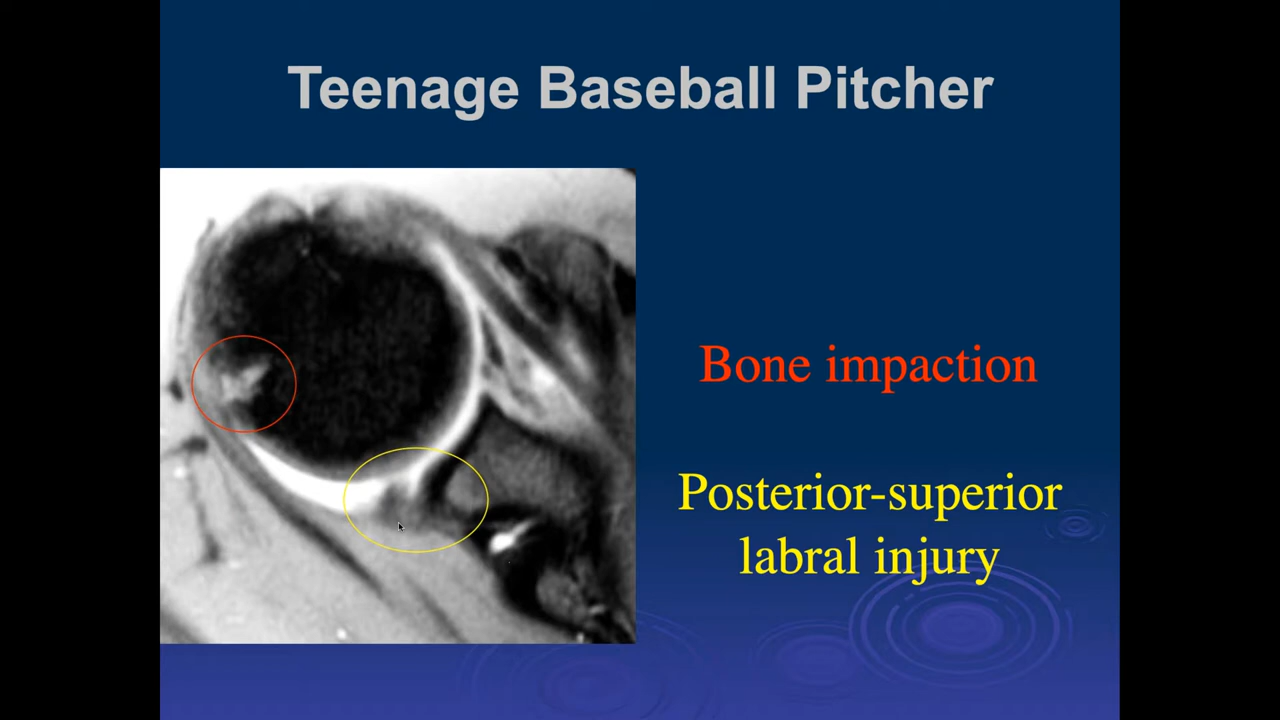 Teenage Baseball Pitcher
Bone impaction
Posterior-superior
labral injury